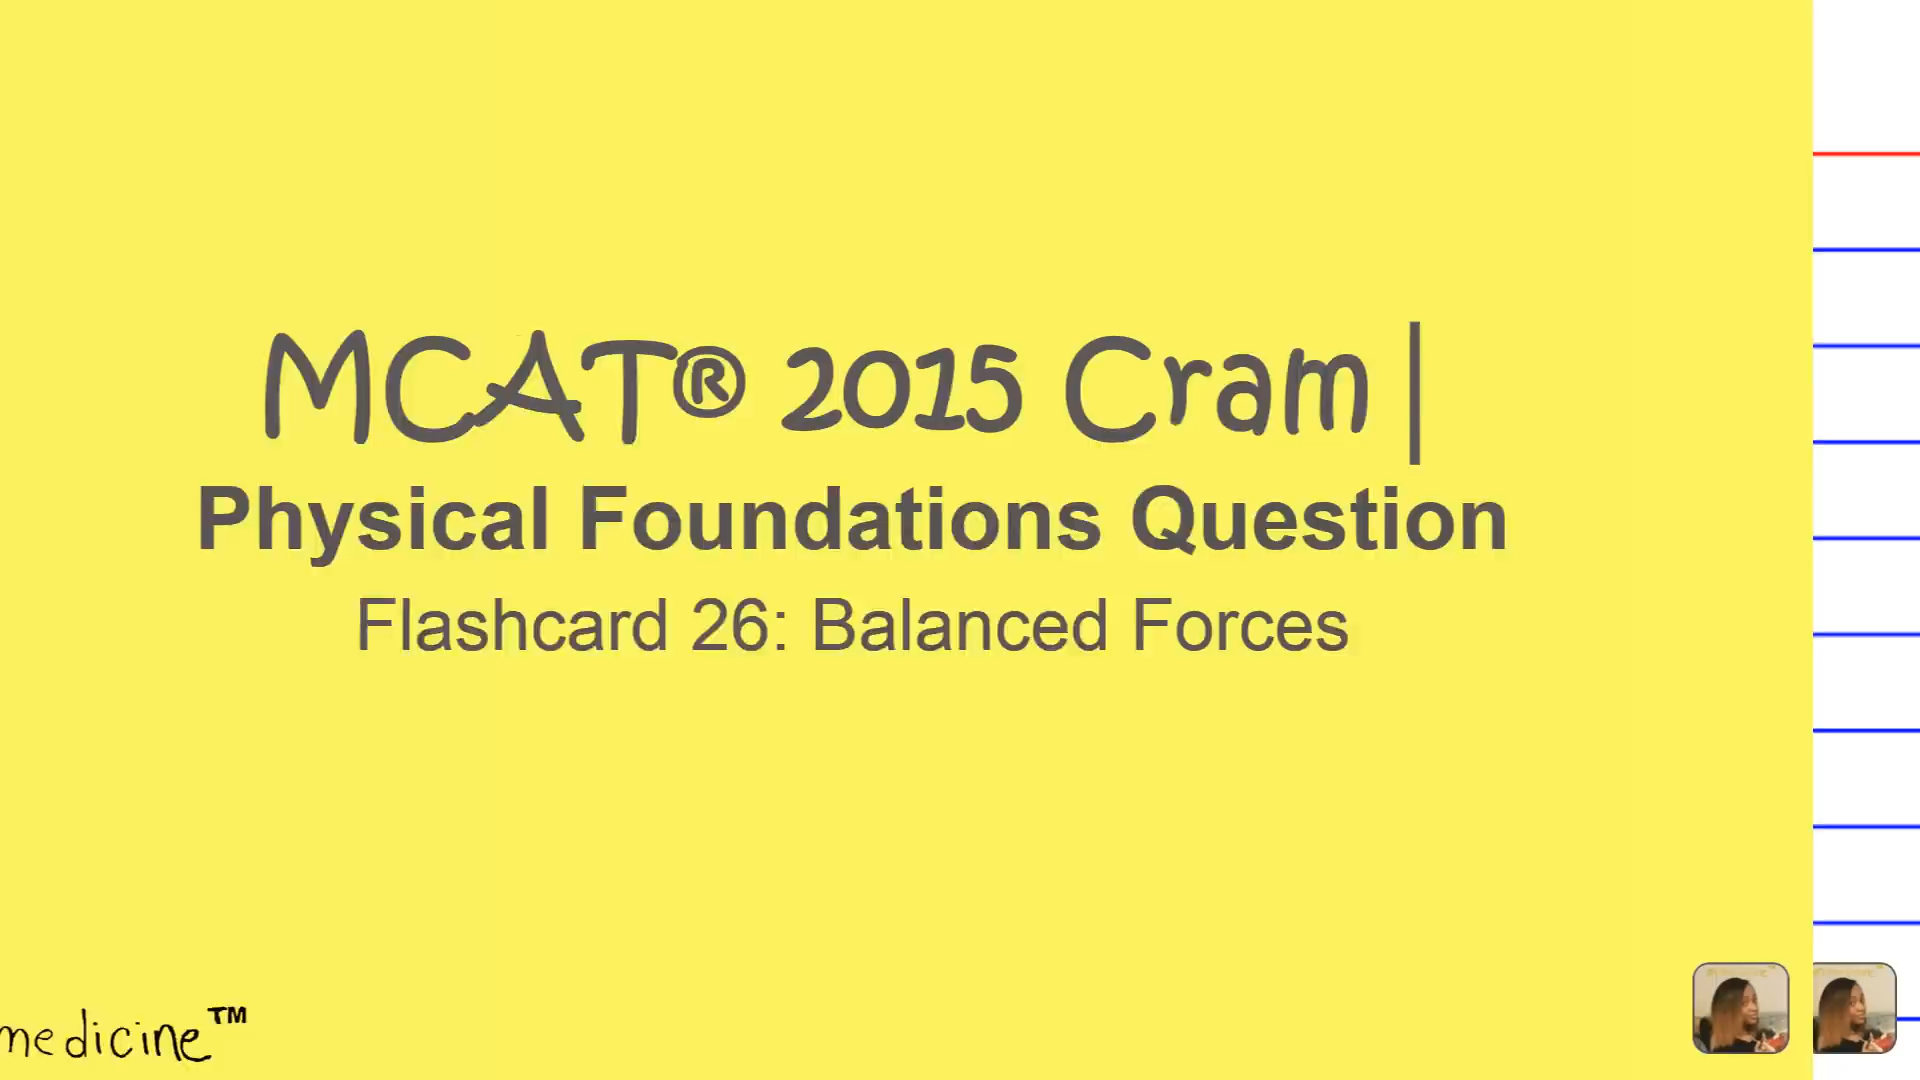 MCAT® 2015 Cram |
Physical Foundations Question
Flashcard 26: Balanced Forces
medicine™